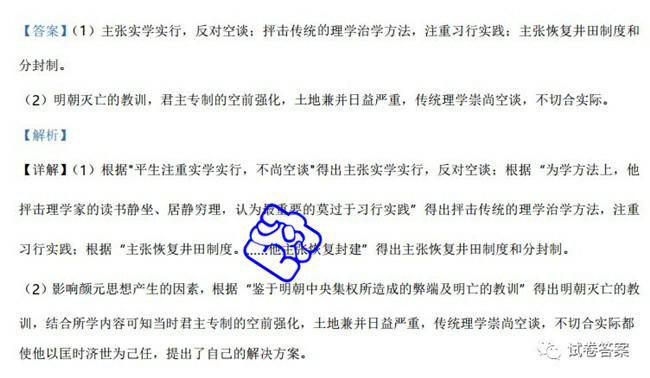 【答案】（1）主张实学实行，反对空谈；抨击传统的理学治学方法，注重习行实践；主张恢复井田制度和
分封制。
（2）明朝灭亡的教训，君主专制的空前强化，土地兼并日益严重，传统理学崇尚空谈，不切合实际。
【解析】
【详解】（1）根据"平生注重实学实行，不尚空谈"得出主张实学实行，反对空谈；根据“为学方法上，他
抨击理学家的读书静坐、居静穷理，认为最重要的莫过于习行实践”得出抨击传统的理学治学方法，注重
习行实践；根据“主张恢复井田制度。……他主张恢复封建”得出主张恢复井田制度和分封制。
（2）影响颜元思想产生的因素，根据“鉴于明朝中央集权所造成的弊端及明亡的教训”得出明朝灭亡的教
训，结合所学内容可知当时君主专制的空前强化，土地兼并日益严重，传统理学崇尚空谈，不切合实际都
使他以匡时济世为己任，提出了自己的解决方案。
试卷答案